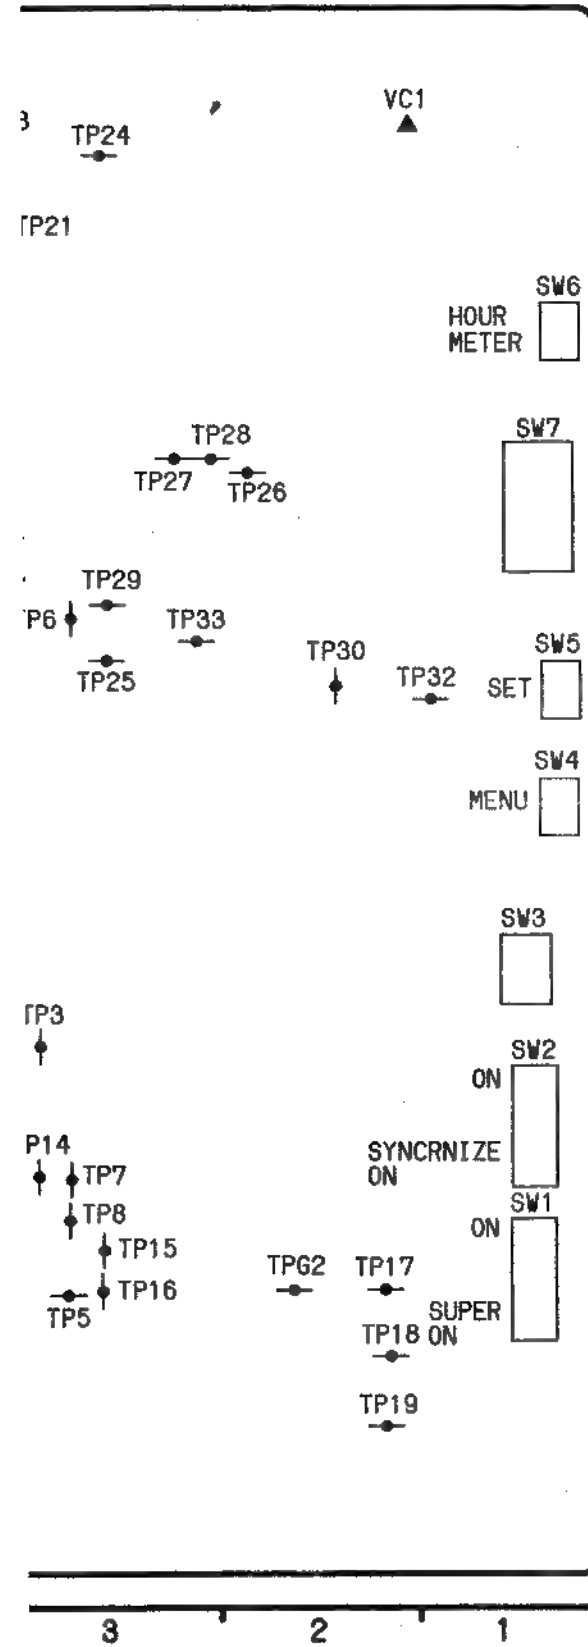 VC1
TP24
TP21
SW6
HOUR
METER
SW7
TP28
TP27
TP26
TP29
P6
TP33
TP25
TP30
TP32
SW5
SET
SW4
MENU
SW3
TP3
SW2
ON
SYNCRNIZE
ON
P14
TP7
TP8
SW1
ON
TP15
TP16
TP5
TPG2
TP17
SUPER
ON
TP18
TP19
3
2
1